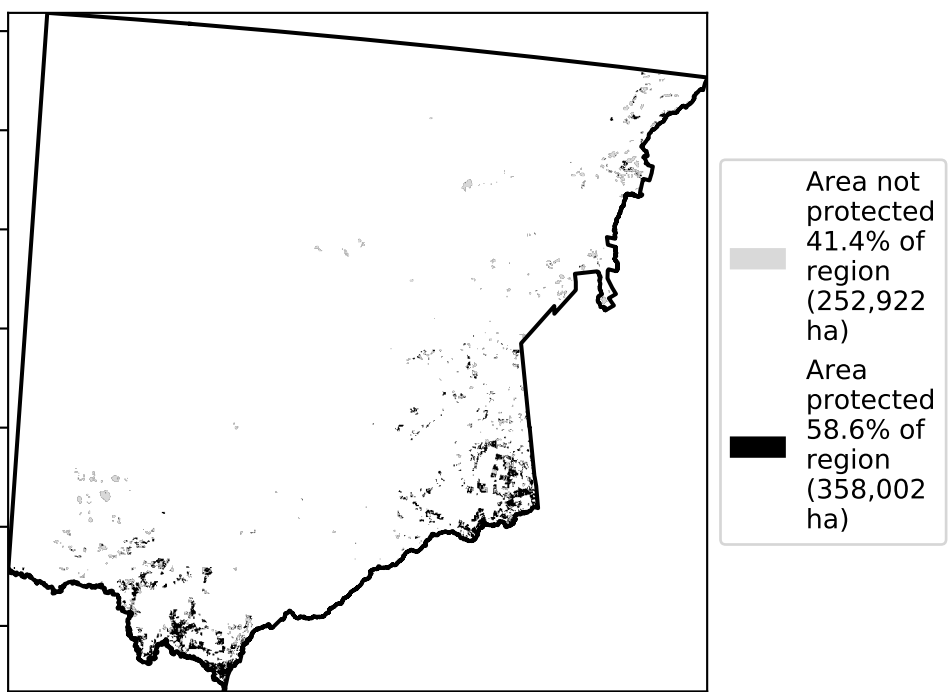 Area not
protected
41.4% of
region
(252,922
ha)
Area
protected
58.6% of
region
(358,002
ha)